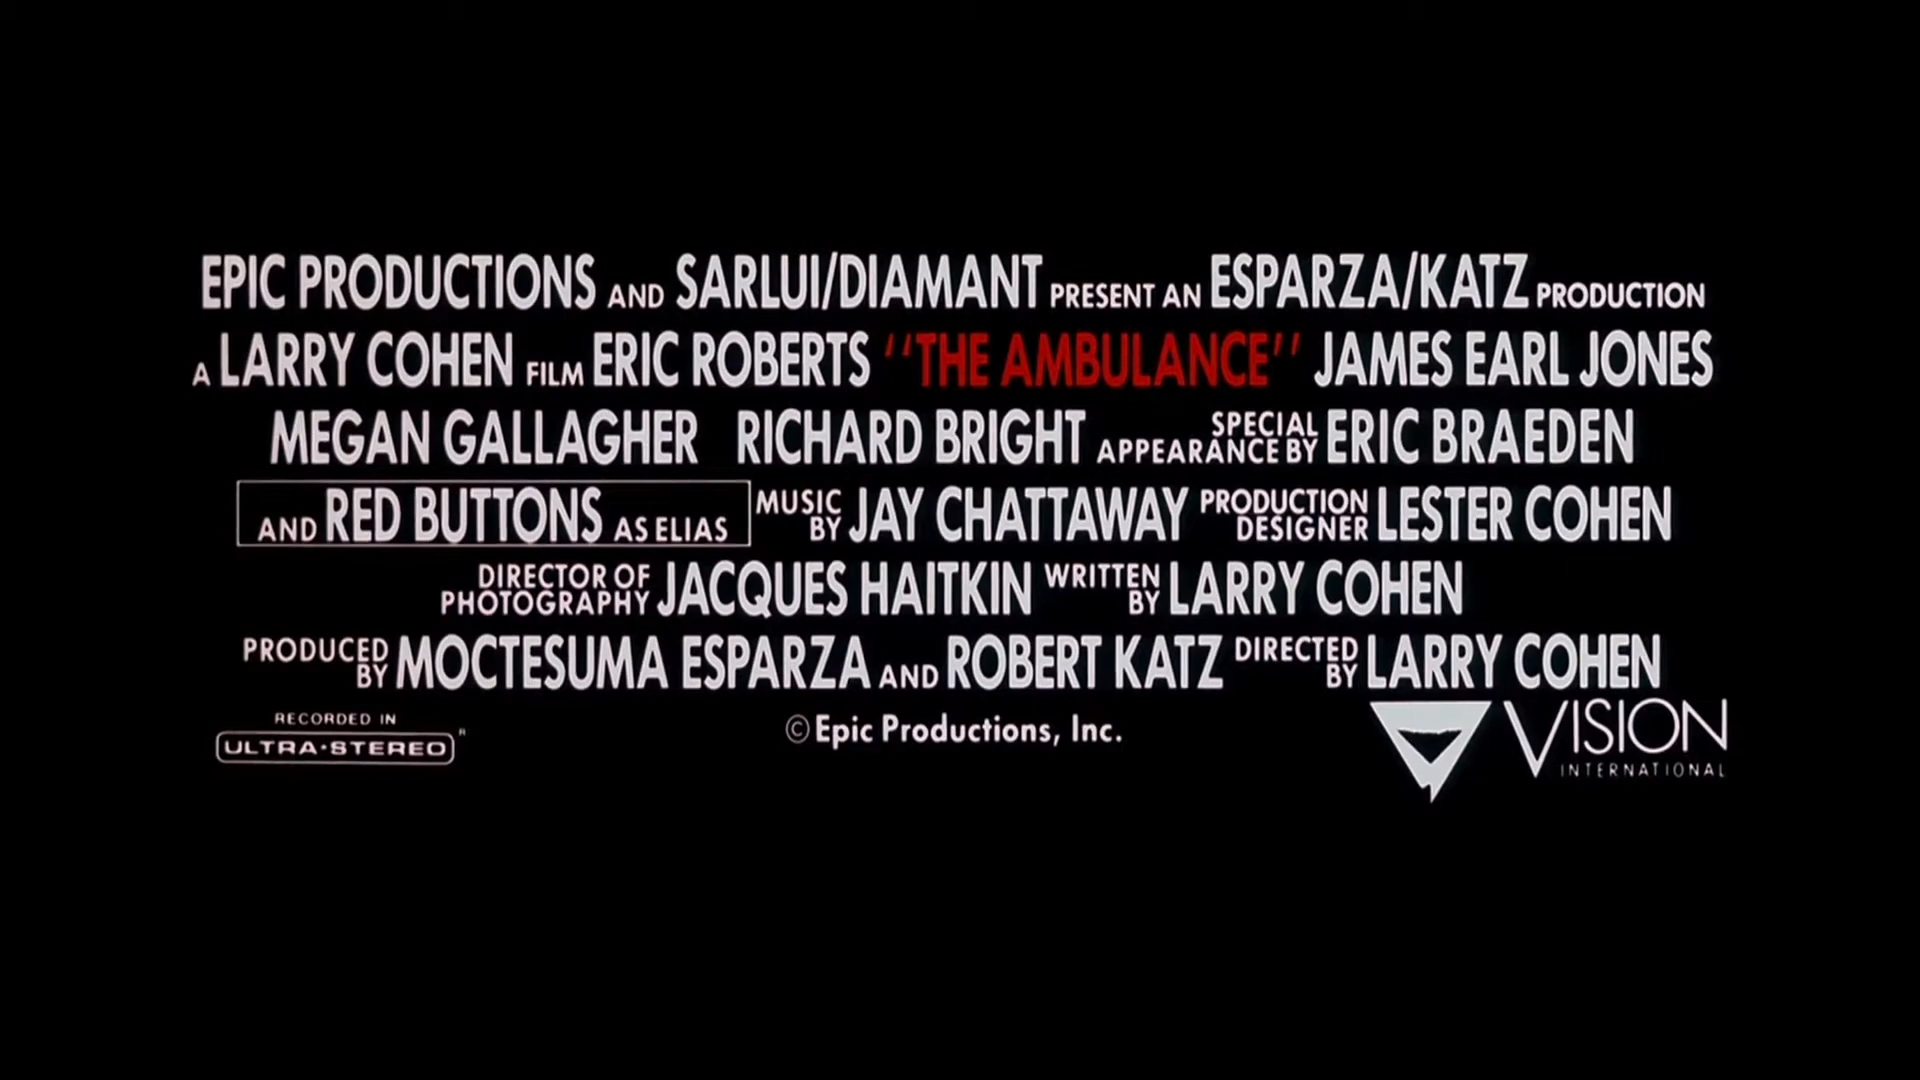 EPIC PRODUCTIONS AND SARLUI/DIAMANT PRESENT AN ESPARZA/KATZ PRODUCTION
A LARRY COHEN FILM ERIC ROBERTS ''THE AMBULANCE'' JAMES EARL JONES
MEGAN GALLAGHER RICHARD BRIGHT SPECIAL APPEARANCE BY ERIC BRAEDEN
AND RED BUTTONS AS ELIAS MUSIC BY JAY CHATTAWAY PRODUCTION DESIGNER LESTER COHEN
DIRECTOR OF PHOTOGRAPHY JACQUES HAITKIN WRITTEN BY LARRY COHEN
PRODUCED BY MOCTESUMA ESPARZA AND ROBERT KATZ DIRECTED BY LARRY COHEN
RECORDED IN
ULTRA·STEREO®
© Epic Productions, Inc.
VISION
INTERNATIONAL